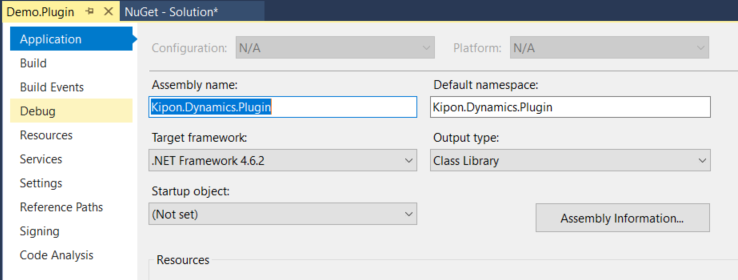 Demo.Plugin NuGet - Solution*
Application
Build
Build Events
Debug
Resources
Services
Settings
Reference Paths
Signing
Code Analysis
Configuration: N/A Platform: N/A
Assembly name: Default namespace:
Kipon.Dynamics.Plugin Kipon.Dynamics.Plugin
Target framework: Output type:
.NET Framework 4.6.2 Class Library
Startup object:
(Not set) Assembly Information...
Resources